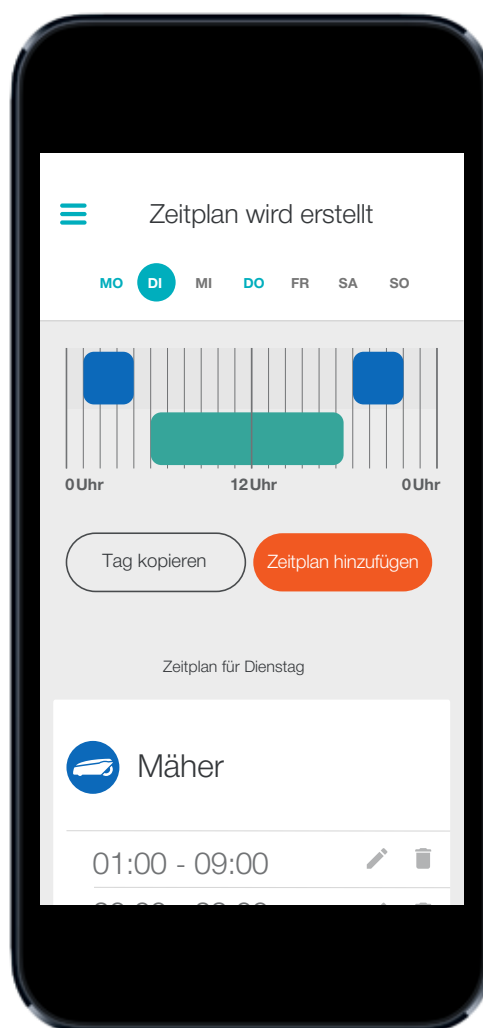 Zeitplan wird erstellt
MO DI MI DO FR SA SO
0 Uhr 12 Uhr 0 Uhr
Tag kopieren Zeitplan hinzufügen
Zeitplan für Dienstag
Mäher
01:00 - 09:00